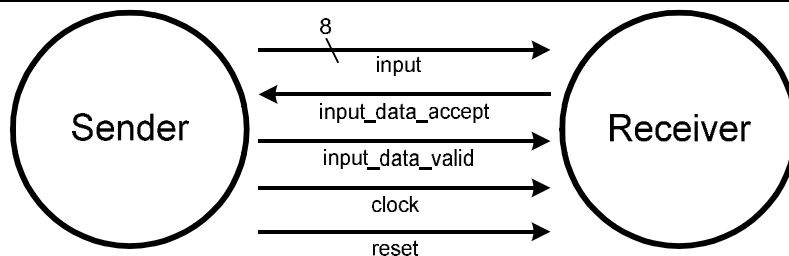 8
input
Sender
input_data_accept
Receiver
input_data_valid
clock
reset